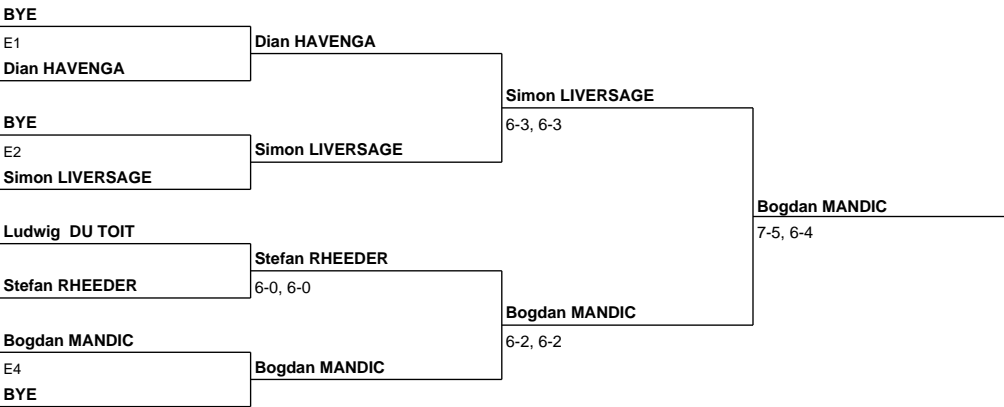 BYE
E1
Dian HAVENGA
BYE
E2
Simon LIVERSAGE
Ludwig DU TOIT
Stefan RHEEDER
Bogdan MANDIC
E4
BYE
Dian HAVENGA
Simon LIVERSAGE
Stefan RHEEDER
6-0, 6-0
Bogdan MANDIC
Simon LIVERSAGE
6-3, 6-3
Bogdan MANDIC
6-2, 6-2
Bogdan MANDIC
7-5, 6-4